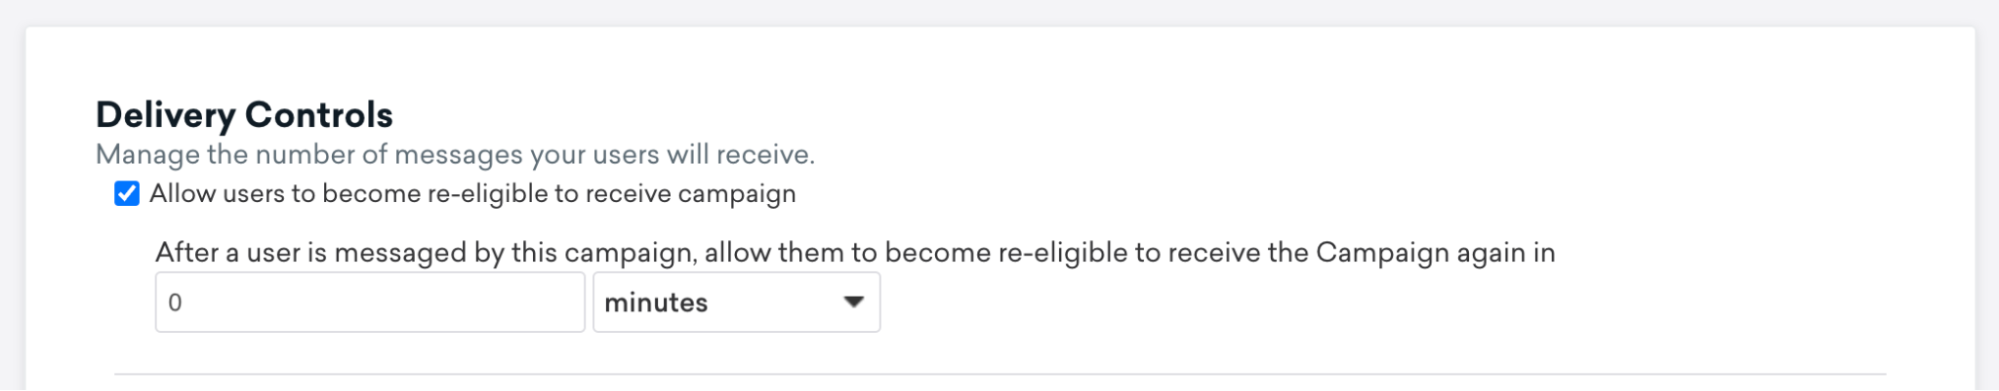 Delivery Controls
Manage the number of messages your users will receive.
Allow users to become re-eligible to receive campaign
After a user is messaged by this campaign, allow them to become re-eligible to receive the Campaign again in
0 minutes